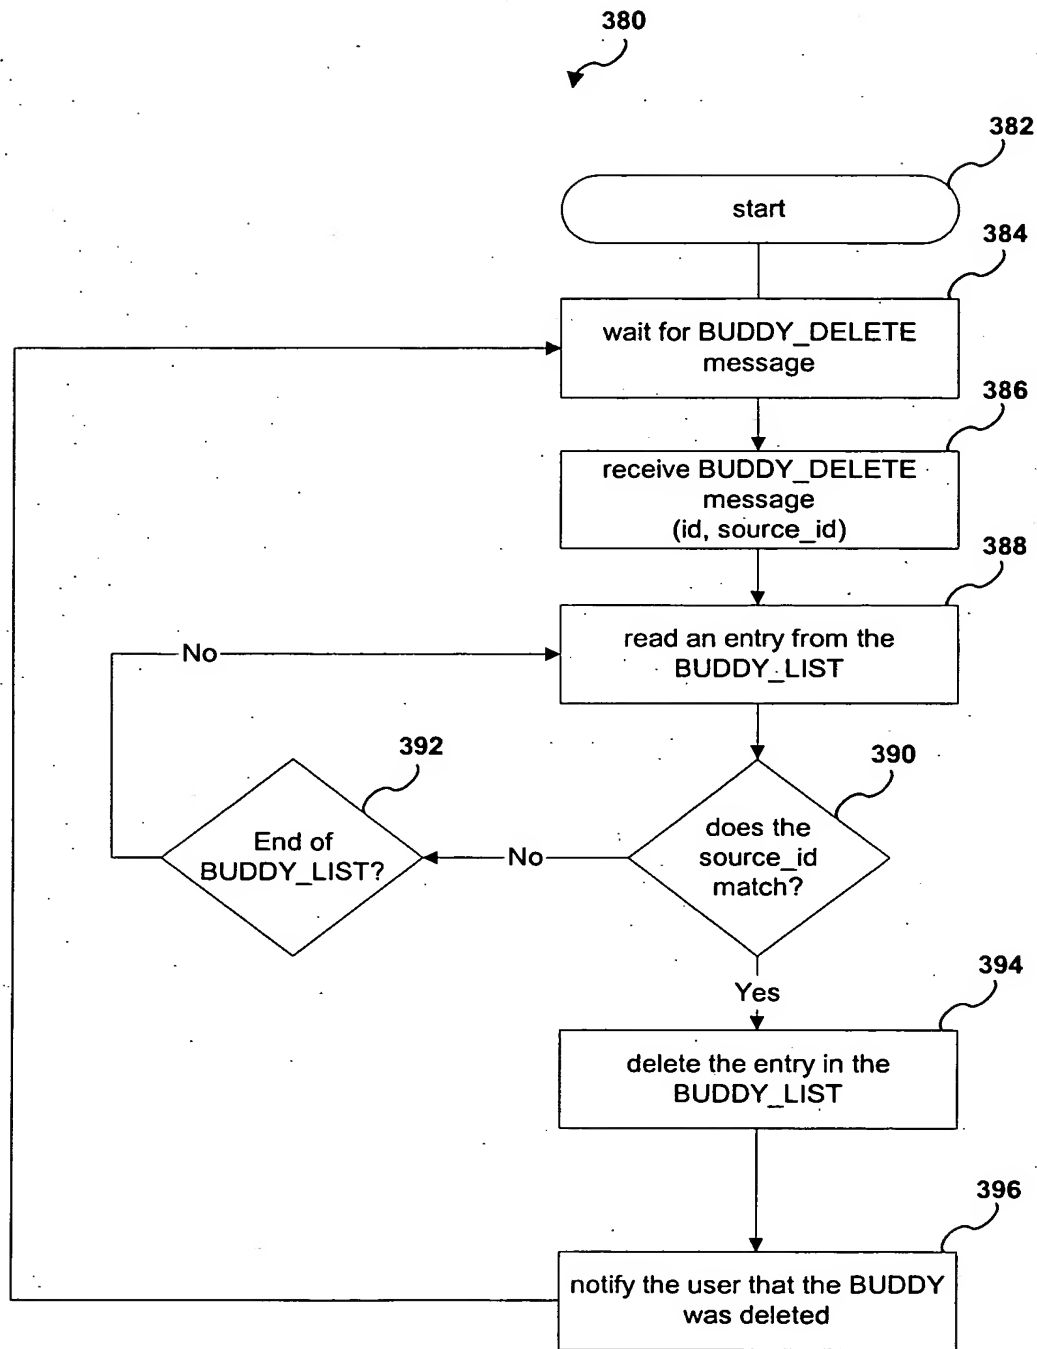 380
382
start
384
wait for BUDDY_DELETE
message
386
receive BUDDY_DELETE
message
(id, source_id)
388
read an entry from the
BUDDY_LIST
No
392
390
End of
BUDDY_LIST?
No
does the
source_id
match?
Yes
394
delete the entry in the
BUDDY_LIST
396
notify the user that the BUDDY
was deleted